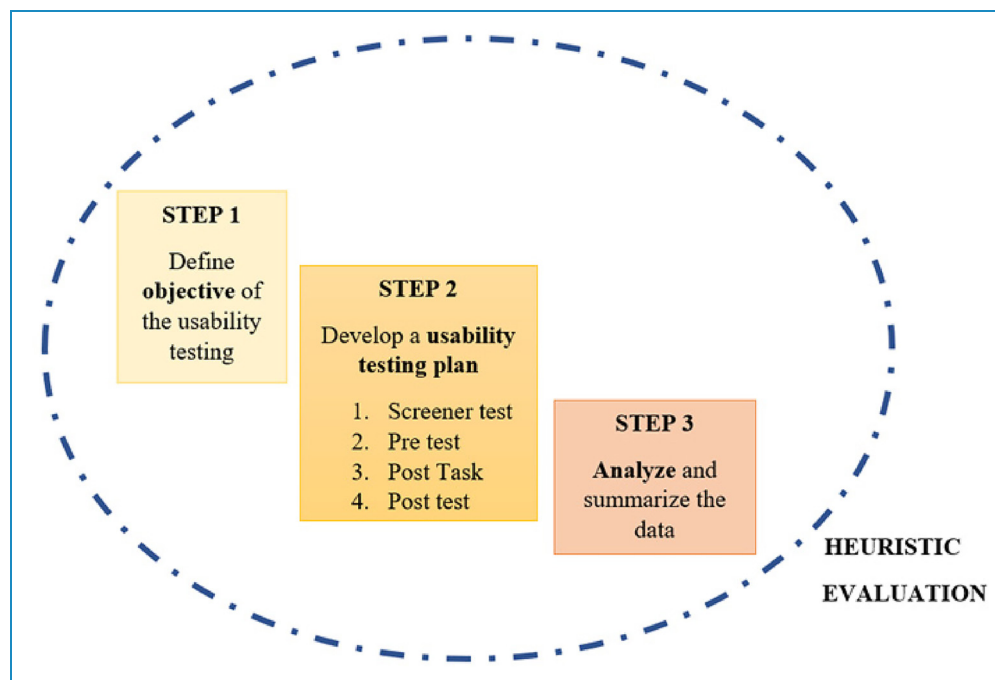 STEP 1
Define
objective of
the usability
testing
STEP 2
Develop a usability
testing plan
1. Screener test
2. Pre test
3. Post Task
4. Post test
STEP 3
Analyze and
summarize the
data
HEURISTIC
EVALUATION